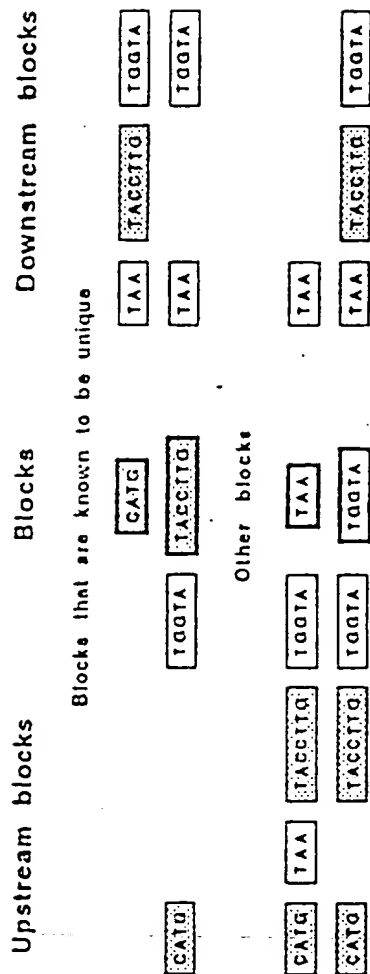 Upstream blocks Blocks Downstream blocks
Blocks that are known to be unique
CATG TAA TACCTTG TGGTA
CATG TGGTA TACCTTG TAA TGGTA
Other blocks
CATG TAA TACCTTG TGGTA TAA TAA
CATG TACCTTG TGGTA TGGTA TAA TACCTTG TGGTA